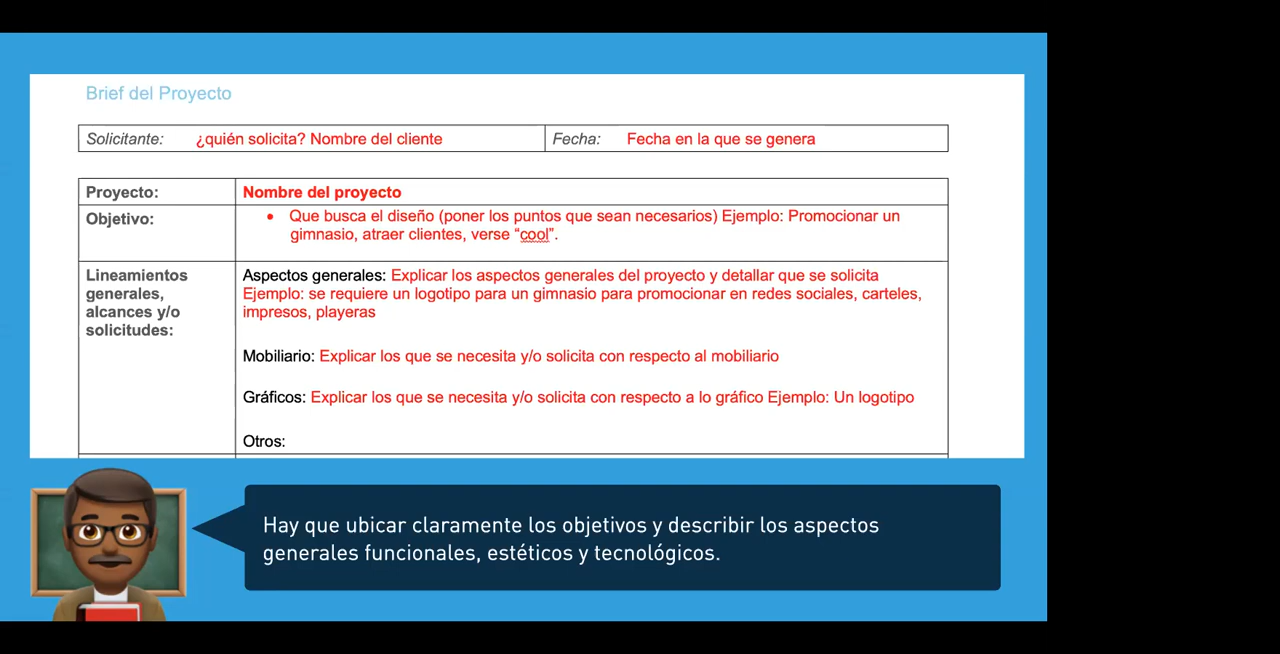 Brief del Proyecto
Solicitante: ¿quién solicita? Nombre del cliente Fecha: Fecha en la que se genera
Proyecto: Nombre del proyecto
Objetivo: • Que busca el diseño (poner los puntos que sean necesarios) Ejemplo: Promocionar un
gimnasio, atraer clientes, verse “cool”.
Lineamientos
generales,
alcances y/o
solicitudes:
Aspectos generales: Explicar los aspectos generales del proyecto y detallar que se solicita
Ejemplo: se requiere un logotipo para un gimnasio para promocionar en redes sociales, carteles,
impresos, playeras
Mobiliario: Explicar los que se necesita y/o solicita con respecto al mobiliario
Gráficos: Explicar los que se necesita y/o solicita con respecto a lo gráfico Ejemplo: Un logotipo
Otros:
Hay que ubicar claramente los objetivos y describir los aspectos
generales funcionales, estéticos y tecnológicos.